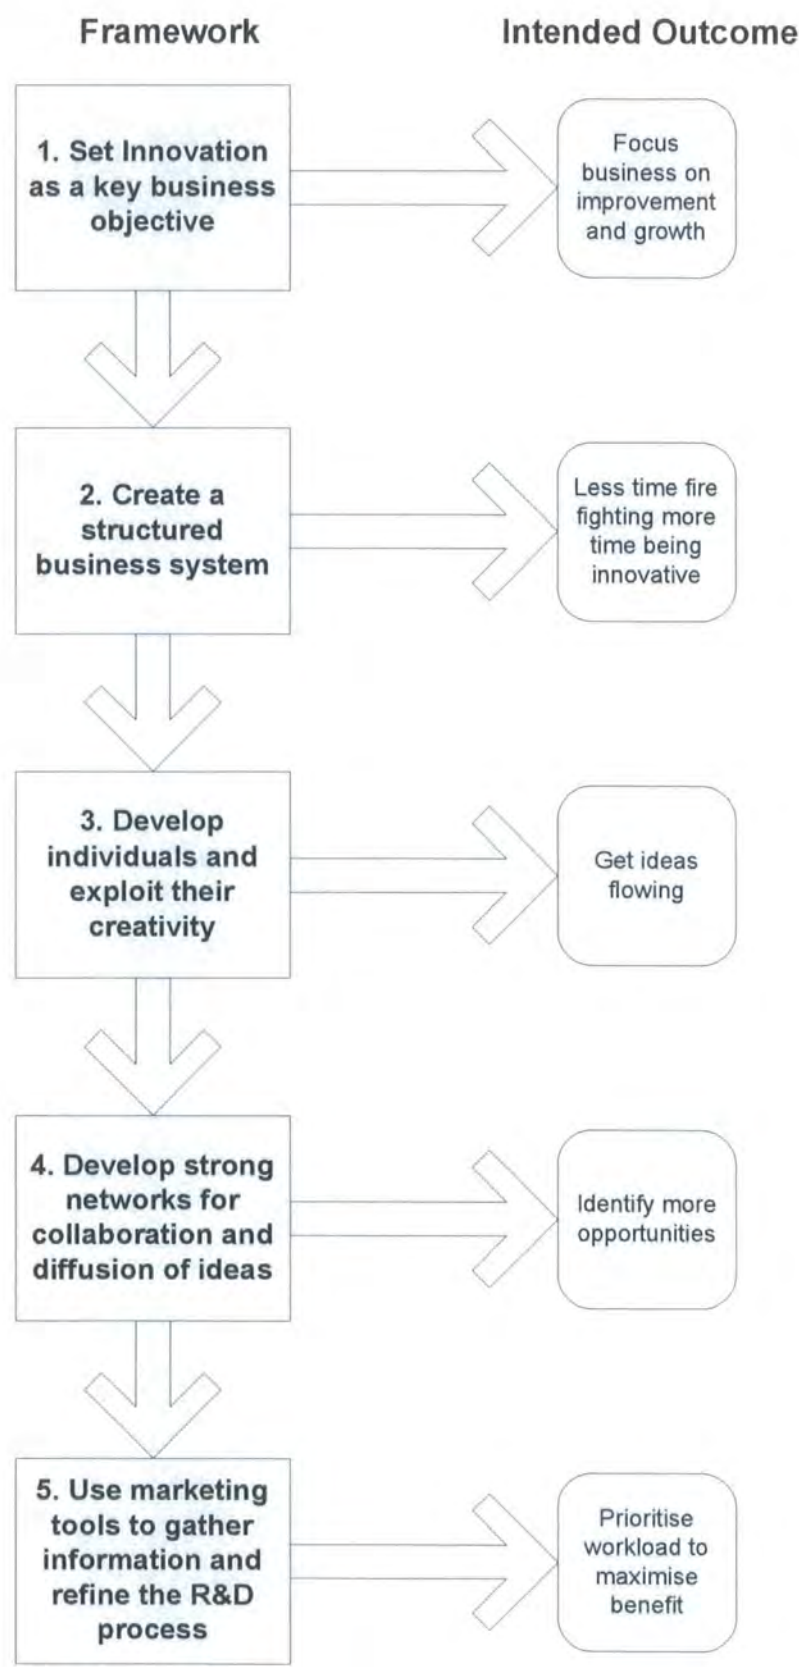 Framework
Intended Outcome
1. Set Innovation
as a key business
objective
Focus
business on
improvement
and growth
2. Create a
structured
business system
Less time fire
fighting more
time being
innovative
3. Develop
individuals and
exploit their
creativity
Get ideas
flowing
4. Develop strong
networks for
collaboration and
diffusion of ideas
Identify more
opportunities
5. Use marketing
tools to gather
information and
refine the R&D
process
Prioritise
workload to
maximise
benefit